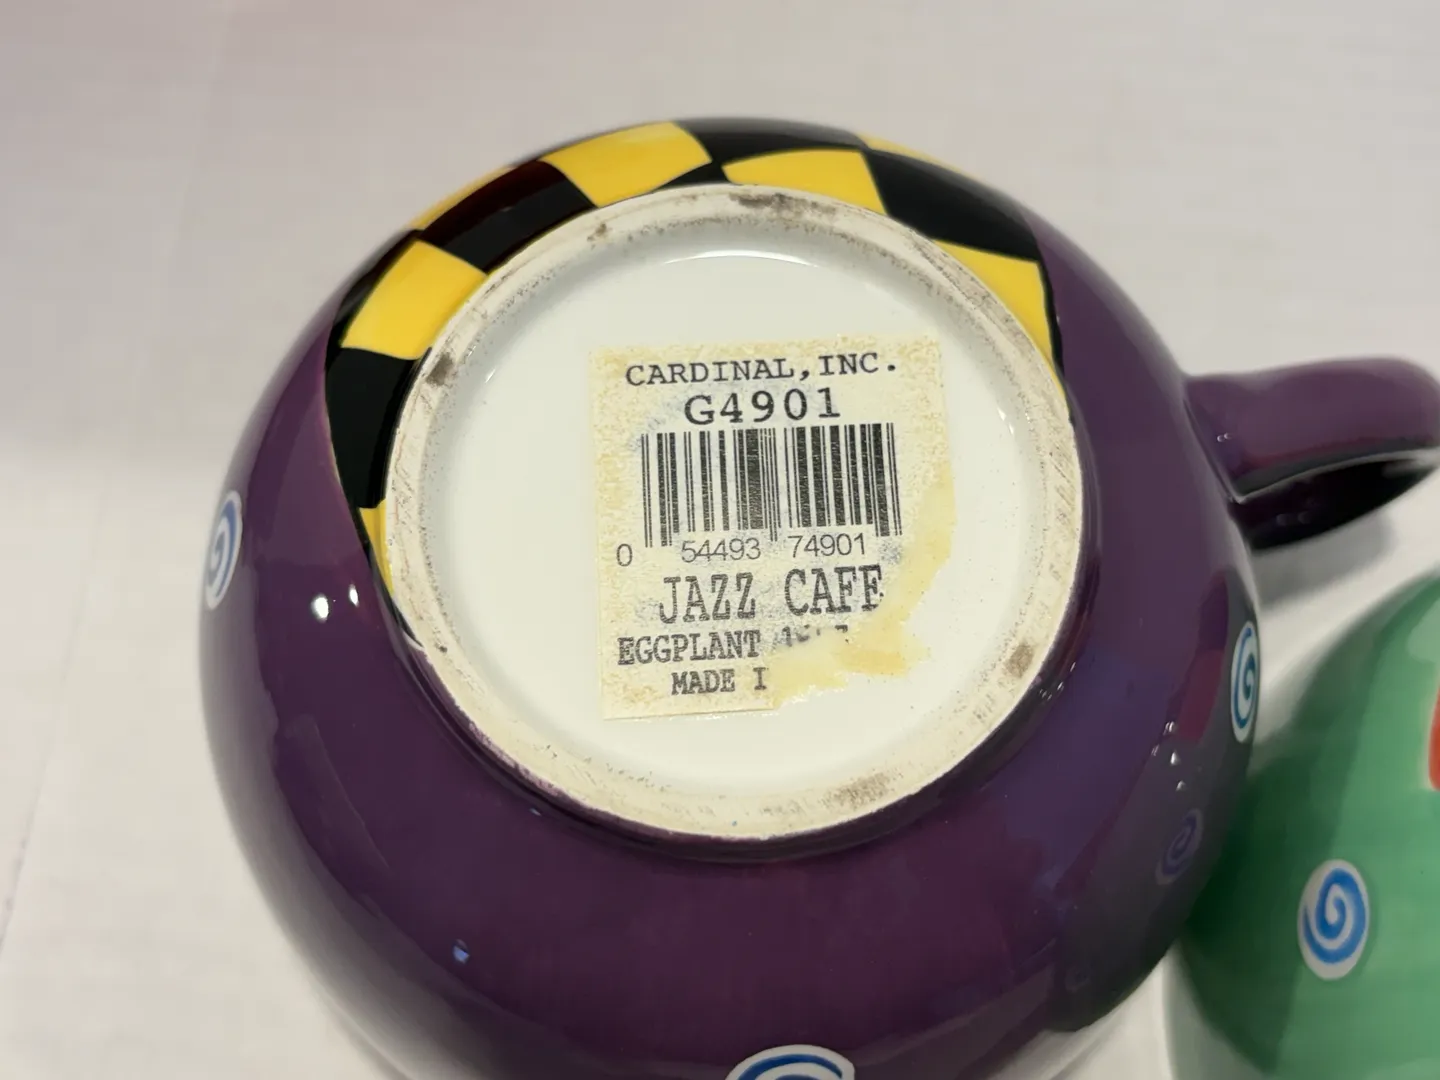 CARDINAL, INC.
G4901
0 54493 74901
JAZZ CAFE
EGGPLANT
MADE I